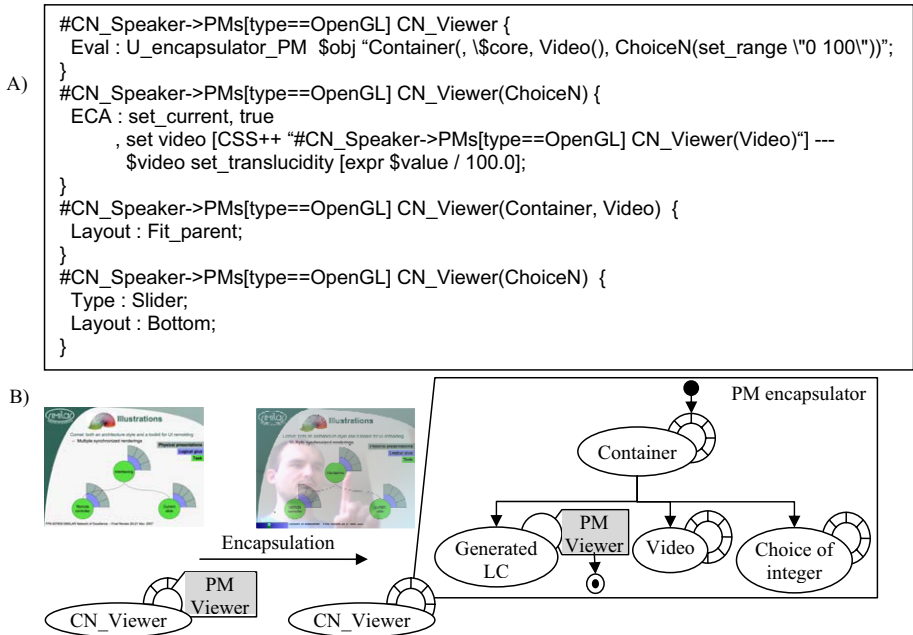 A)
#CN_Speaker->PMs[type==OpenGL] CN_Viewer {
Eval : U_encapsulator_PM $obj “Container(, \$core, Video(), ChoiceN(set_range \"0 100\"))”;
}
#CN_Speaker->PMs[type==OpenGL] CN_Viewer(ChoiceN) {
ECA : set_current, true
, set video [CSS++ “#CN_Speaker->PMs[type==OpenGL] CN_Viewer(Video)“] ---
$video set_translucidity [expr $value / 100.0];
}
#CN_Speaker->PMs[type==OpenGL] CN_Viewer(Container, Video) {
Layout : Fit_parent;
}
#CN_Speaker->PMs[type==OpenGL] CN_Viewer(ChoiceN) {
Type : Slider;
Layout : Bottom;
}
B)
Illustrations
Multiple synchronized renderings
Illustrations
PM encapsulator
Container
Generated
LC
PM
Viewer
Video
Choice of
integer
Encapsulation
PM
Viewer
CN_Viewer
CN_Viewer